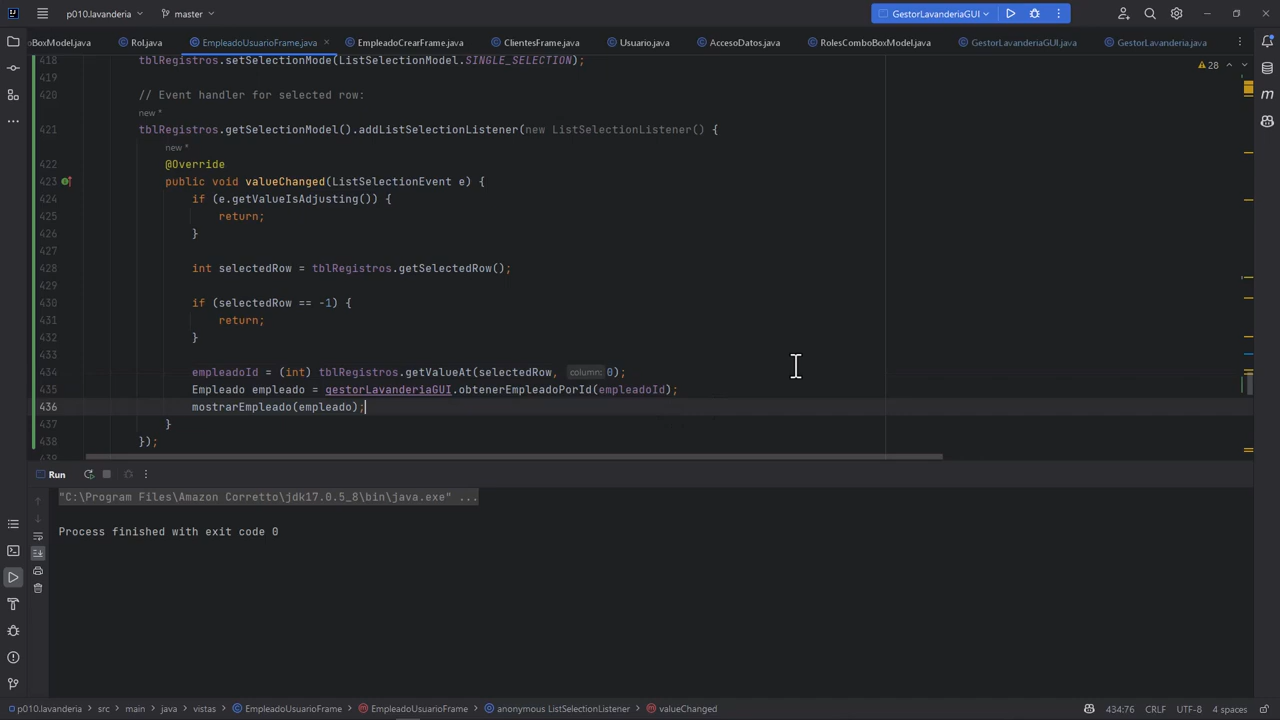 p010.lavanderia
master
GestorLavanderiaGUI
oBoxModel.java
Rol.java
EmpleadoUsuarioFrame.java
EmpleadoCrearFrame.java
ClientesFrame.java
Usuario.java
AccesoDatos.java
RolesComboBoxModel.java
GestorLavanderiaGUI.java
GestorLavanderia.java
418 tblRegistros.setSelectionMode(ListSelectionModel.SINGLE_SELECTION);
28
419
420 // Event handler for selected row:
new *
421 tblRegistros.getSelectionModel().addListSelectionListener(new ListSelectionListener() {
new *
422 @Override
423 public void valueChanged(ListSelectionEvent e) {
424 if (e.getValueIsAdjusting()) {
425 return;
426 }
427
428 int selectedRow = tblRegistros.getSelectedRow();
429
430 if (selectedRow == -1) {
431 return;
432 }
433
434 empleadoId = (int) tblRegistros.getValueAt(selectedRow, column: 0);
435 Empleado empleado = gestorLavanderiaGUI.obtenerEmpleadoPorId(empleadoId);
436 mostrarEmpleado(empleado);
437 }
438 });
439
Run
"C:\Program Files\Amazon Corretto\jdk17.0.5_8\bin\java.exe" ...
Process finished with exit code 0
p010.lavanderia > src > main > java > vistas > EmpleadoUsuarioFrame > EmpleadoUsuarioFrame > anonymous ListSelectionListener > valueChanged
434:76 CRLF UTF-8 4 spaces